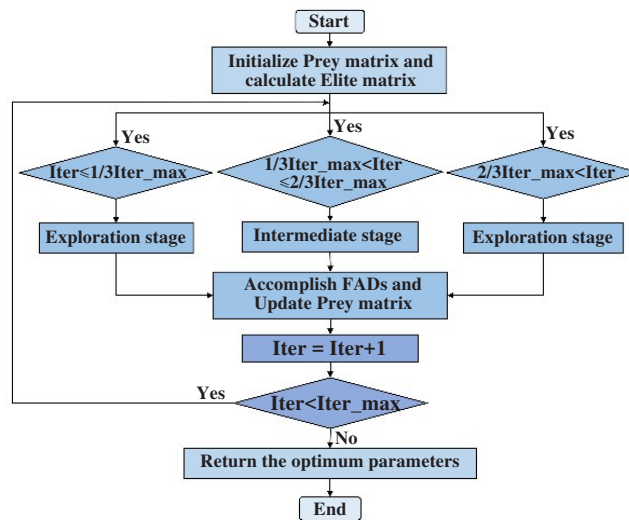 Start
Initialize Prey matrix and
calculate Elite matrix
Yes
Yes
Yes
Iter≤1/3Iter_max
1/3Iter_max<Iter
≤2/3Iter_max
2/3Iter_max<Iter
Exploration stage
Intermediate stage
Exploration stage
Accomplish FADs and
Update Prey matrix
Iter = Iter+1
Yes
Iter<Iter_max
No
Return the optimum parameters
End